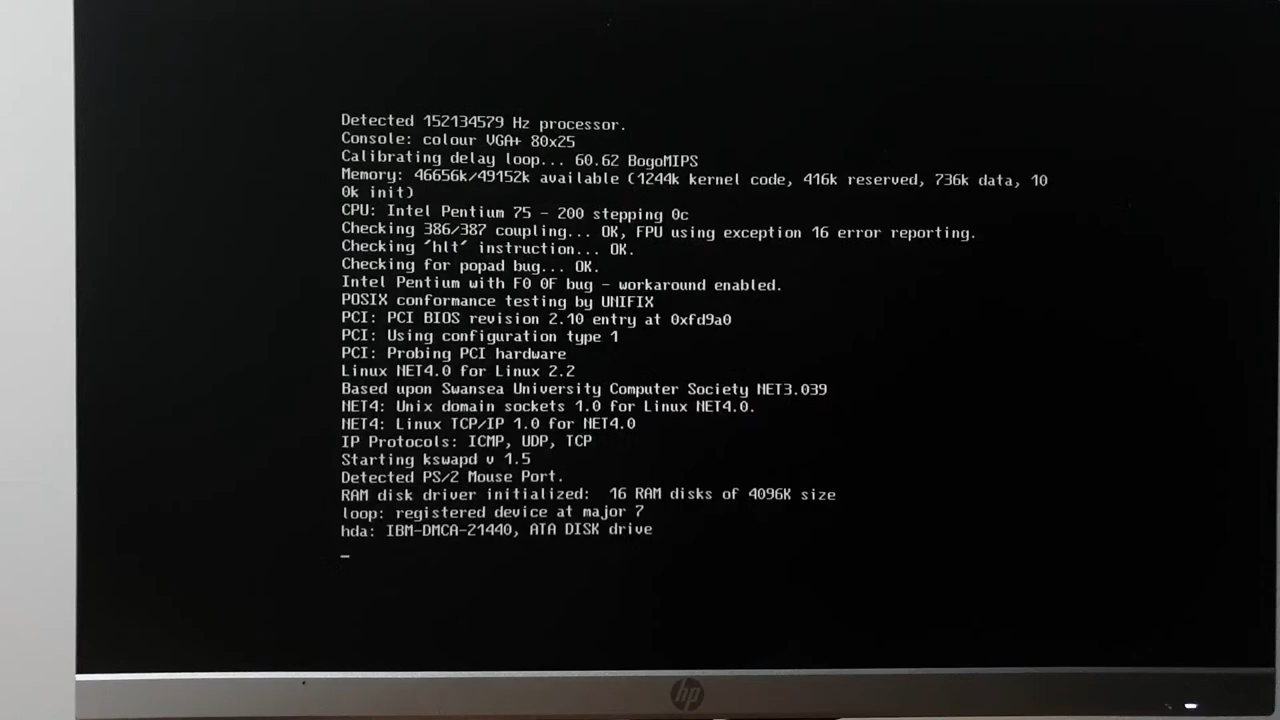 Detected 152134579 Hz processor.
Console: colour VGA+ 80x25
Calibrating delay loop... 60.62 BogoMIPS
Memory: 46656k/49152k available (1244k kernel code, 416k reserved, 736k data, 10
0k init)
CPU: Intel Pentium 75 - 200 stepping 0c
Checking 386/387 coupling... OK, FPU using exception 16 error reporting.
Checking 'hlt' instruction... OK.
Checking for popad bug... OK.
Intel Pentium with F0 0F bug - workaround enabled.
POSIX conformance testing by UNIFIX
PCI: PCI BIOS revision 2.10 entry at 0xfd9a0
PCI: Using configuration type 1
PCI: Probing PCI hardware
Linux NET4.0 for Linux 2.2
Based upon Swansea University Computer Society NET3.039
NET4: Unix domain sockets 1.0 for Linux NET4.0.
NET4: Linux TCP/IP 1.0 for NET4.0
IP Protocols: ICMP, UDP, TCP
Starting kswapd v 1.5
Detected PS/2 Mouse Port.
RAM disk driver initialized:  16 RAM disks of 4096K size
loop: registered device at major 7
hda: IBM-DMCA-21440, ATA DISK drive
_
hp